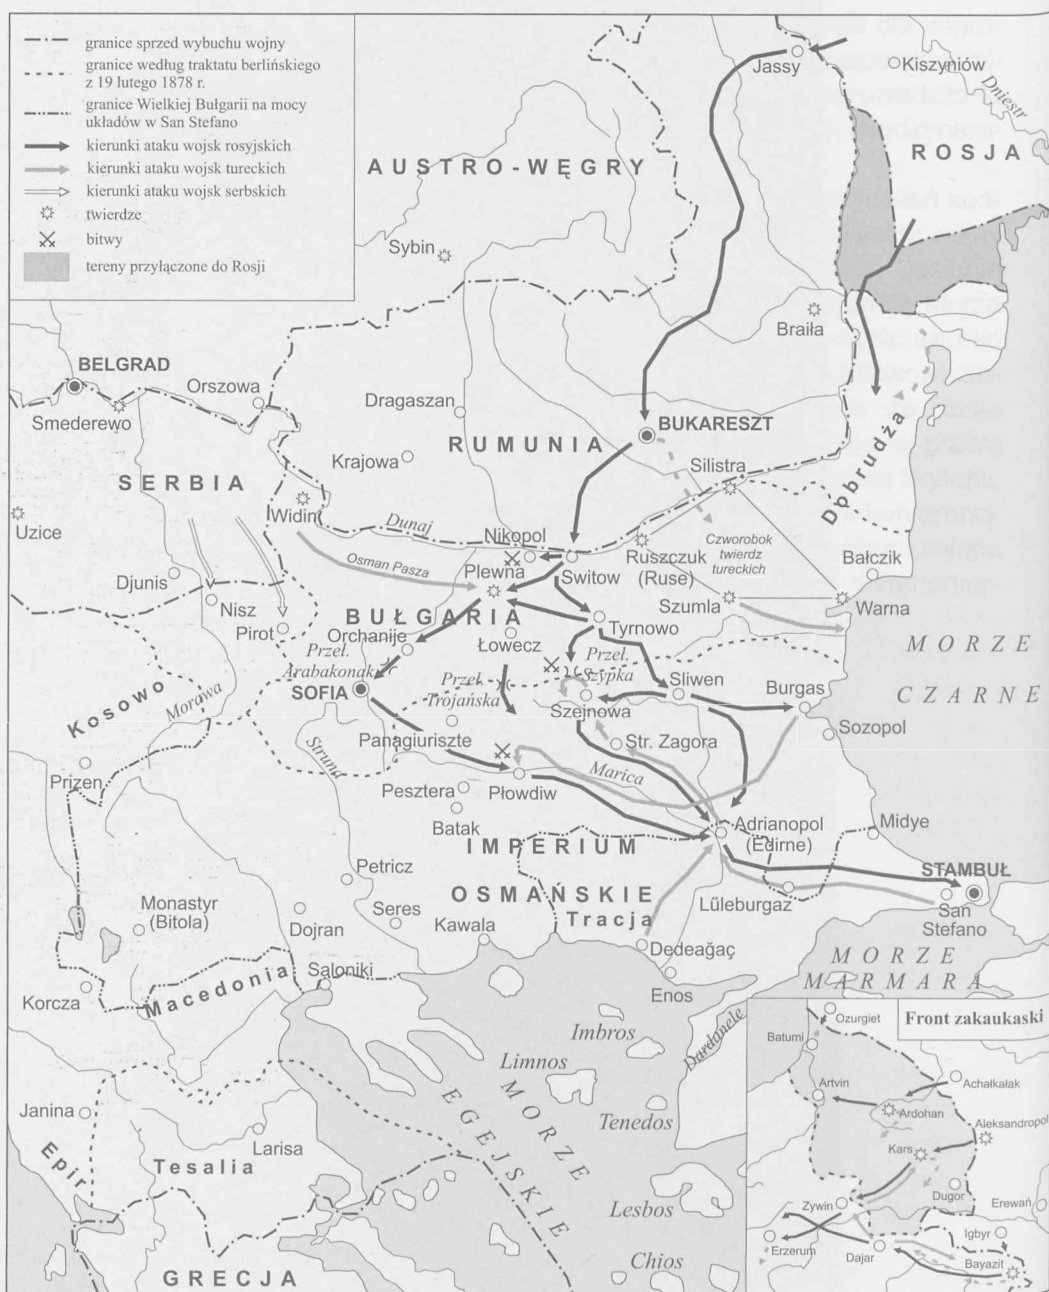 granice sprzed wybuchu wojny
granice według traktatu berlińskiego
z 19 lutego 1878 r.
granice Wielkiej Bułgarii na mocy
układów w San Stefano
kierunki ataku wojsk rosyjskich
kierunki ataku wojsk tureckich
kierunki ataku wojsk serbskich
twierdze
bitwy
tereny przyłączone do Rosji
Jassy
Kiszyniów
Dniestr
ROSJA
AUSTRO-WĘGRY
Sybin
Braiła
BELGRAD
Orszowa
Smederewo
Dragaszan
BUKARESZT
RUMUNIA
Krajowa
Silistra
Dobrudża
SERBIA
Uzice
Widin
Dunaj
Nikopol
Ruszczuk
(Ruse)
Czworobok
twierdz
tureckich
Bałczik
Osman Pasza
Plewna
Switow
Djunis
Nisz
Szumla
Warna
BUŁGARIA
Pirot
Orchanije
Łowecz
Tyrnowo
MORZE
CZARNE
Przeł.
Arabakonak
Przeł.
Szypka
SOFIA
Przeł.
Trojańska
Sliwen
Burgas
Kosowo
Morawa
Szejnowa
Sozopol
Struna
Panagiuriszte
Str. Zagora
Prizen
Marica
Pesztera
Płowdiw
Batak
Adrianopol
(Edirne)
Midye
IMPERIUM
OSMAŃSKIE
Petricz
STAMBUŁ
Monastyr
(Bitola)
Seres
Tracja
Lüleburgaz
San
Stefano
Dojran
Kawala
Dedeağaç
MORZE
MARMARA
Korcza
Macedonia
Saloniki
Enos
Imbros
Dardanele
Limnos
MORZE
EGEJSKIE
Tenedos
Janina
Epir
Larisa
Tesalia
Lesbos
Chios
GRECJA
Front zakaukaski
Ozurgiet
Batumi
Artvin
Achałkałak
Ardohan
Aleksandropol
Kars
Dugor
Erewań
Zywin
Igbyr
Erzerum
Dajar
Bayazit